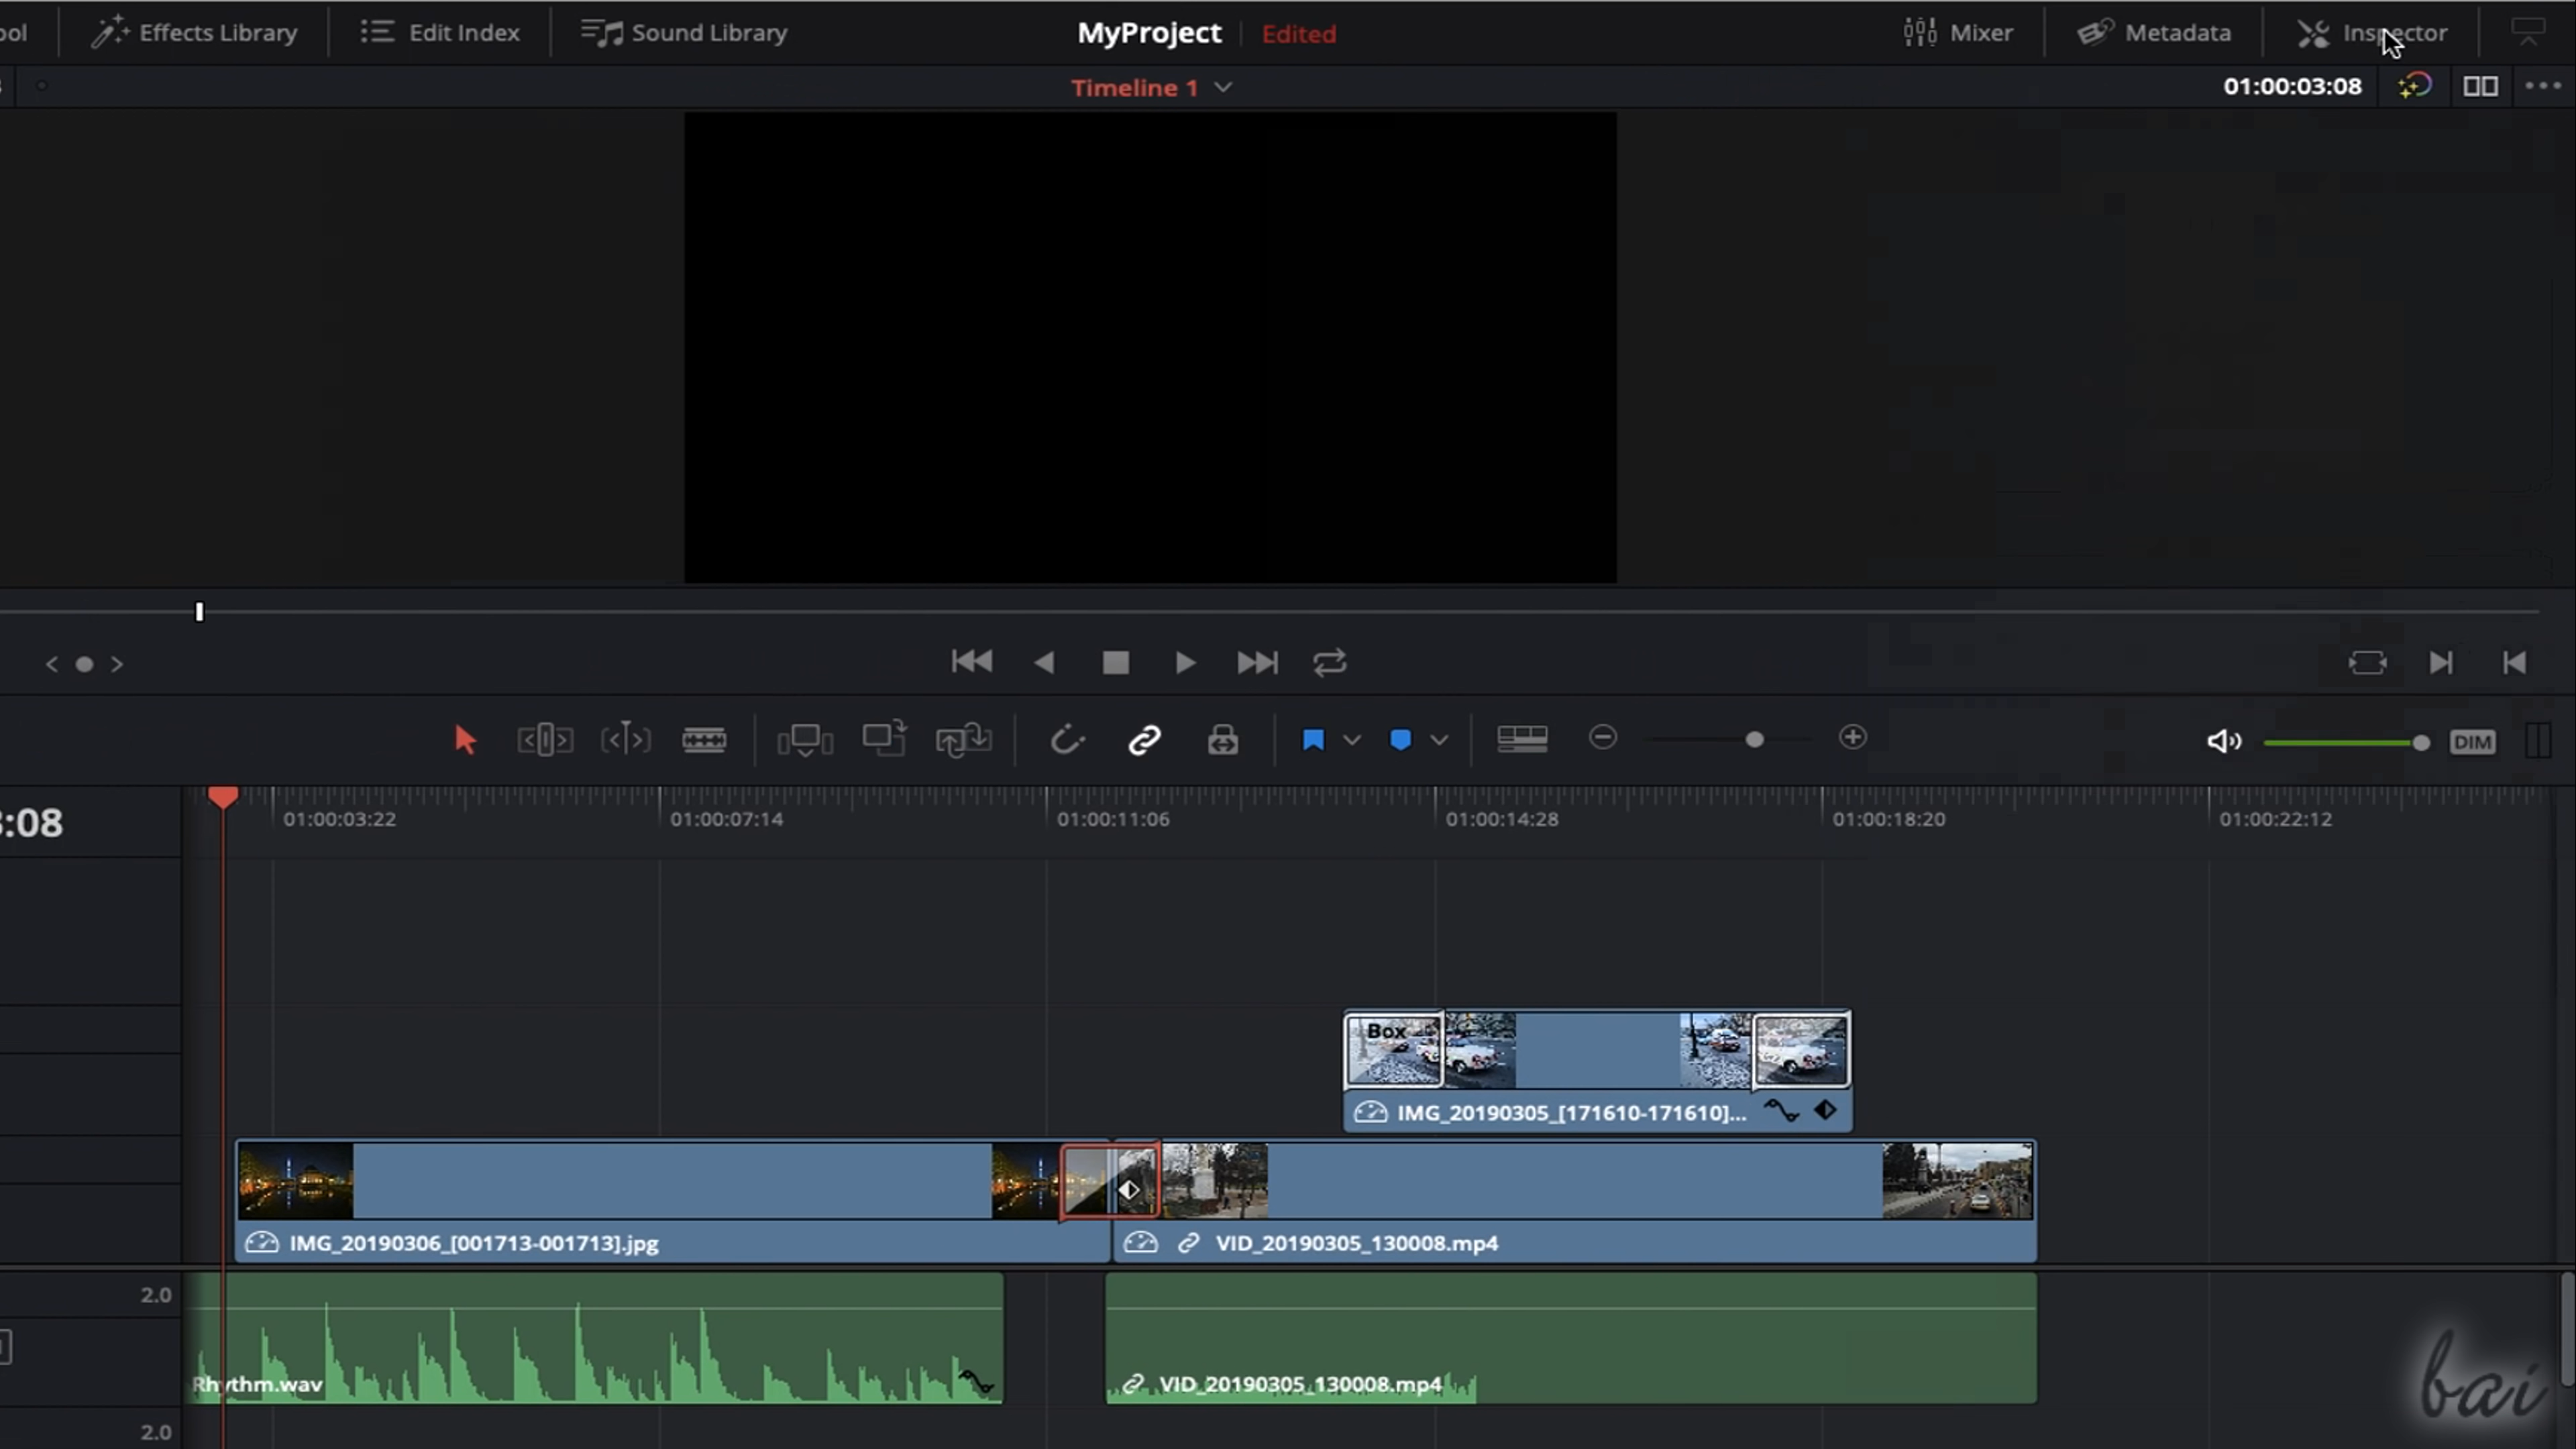 ool Effects Library Edit Index Sound Library MyProject Edited Mixer Metadata Inspector
Timeline 1 01:00:03:08
DIM
:08 01:00:03:22 01:00:07:14 01:00:11:06 01:00:14:28 01:00:18:20 01:00:22:12
Box
IMG_20190305_[171610-171610]...
IMG_20190306_[001713-001713].jpg VID_20190305_130008.mp4
2.0
Rhythm.wav VID_20190305_130008.mp4
2.0
bai